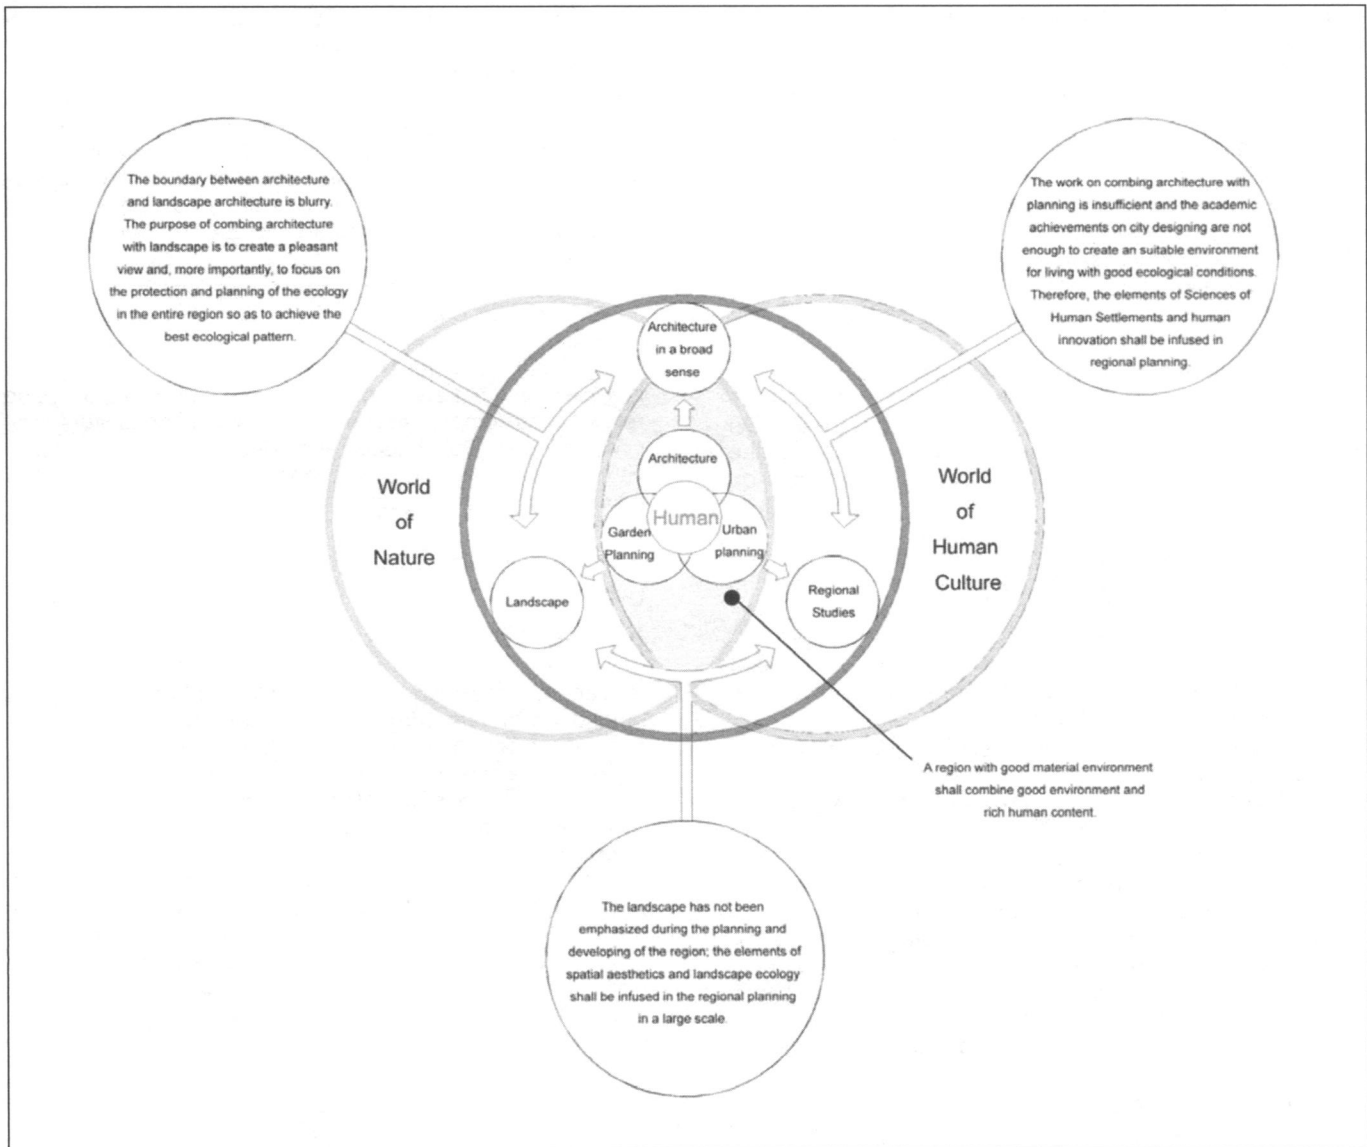 The boundary between architecture
and landscape architecture is blurry.
The purpose of combing architecture
with landscape is to create a pleasant
view and, more importantly, to focus on
the protection and planning of the ecology
in the entire region so as to achieve the
best ecological pattern.
The work on combing architecture with
planning is insufficient and the academic
achievements on city designing are not
enough to create an suitable environment
for living with good ecological conditions.
Therefore, the elements of Sciences of
Human Settlements and human
innovation shall be infused in
regional planning.
Architecture
in a broad
sense
Architecture
Human
Garden
Planning
Urban
planning
World
of
Nature
World
of
Human
Culture
Landscape
Regional
Studies
A region with good material environment
shall combine good environment and
rich human content.
The landscape has not been
emphasized during the planning and
developing of the region; the elements of
spatial aesthetics and landscape ecology
shall be infused in the regional planning
in a large scale.